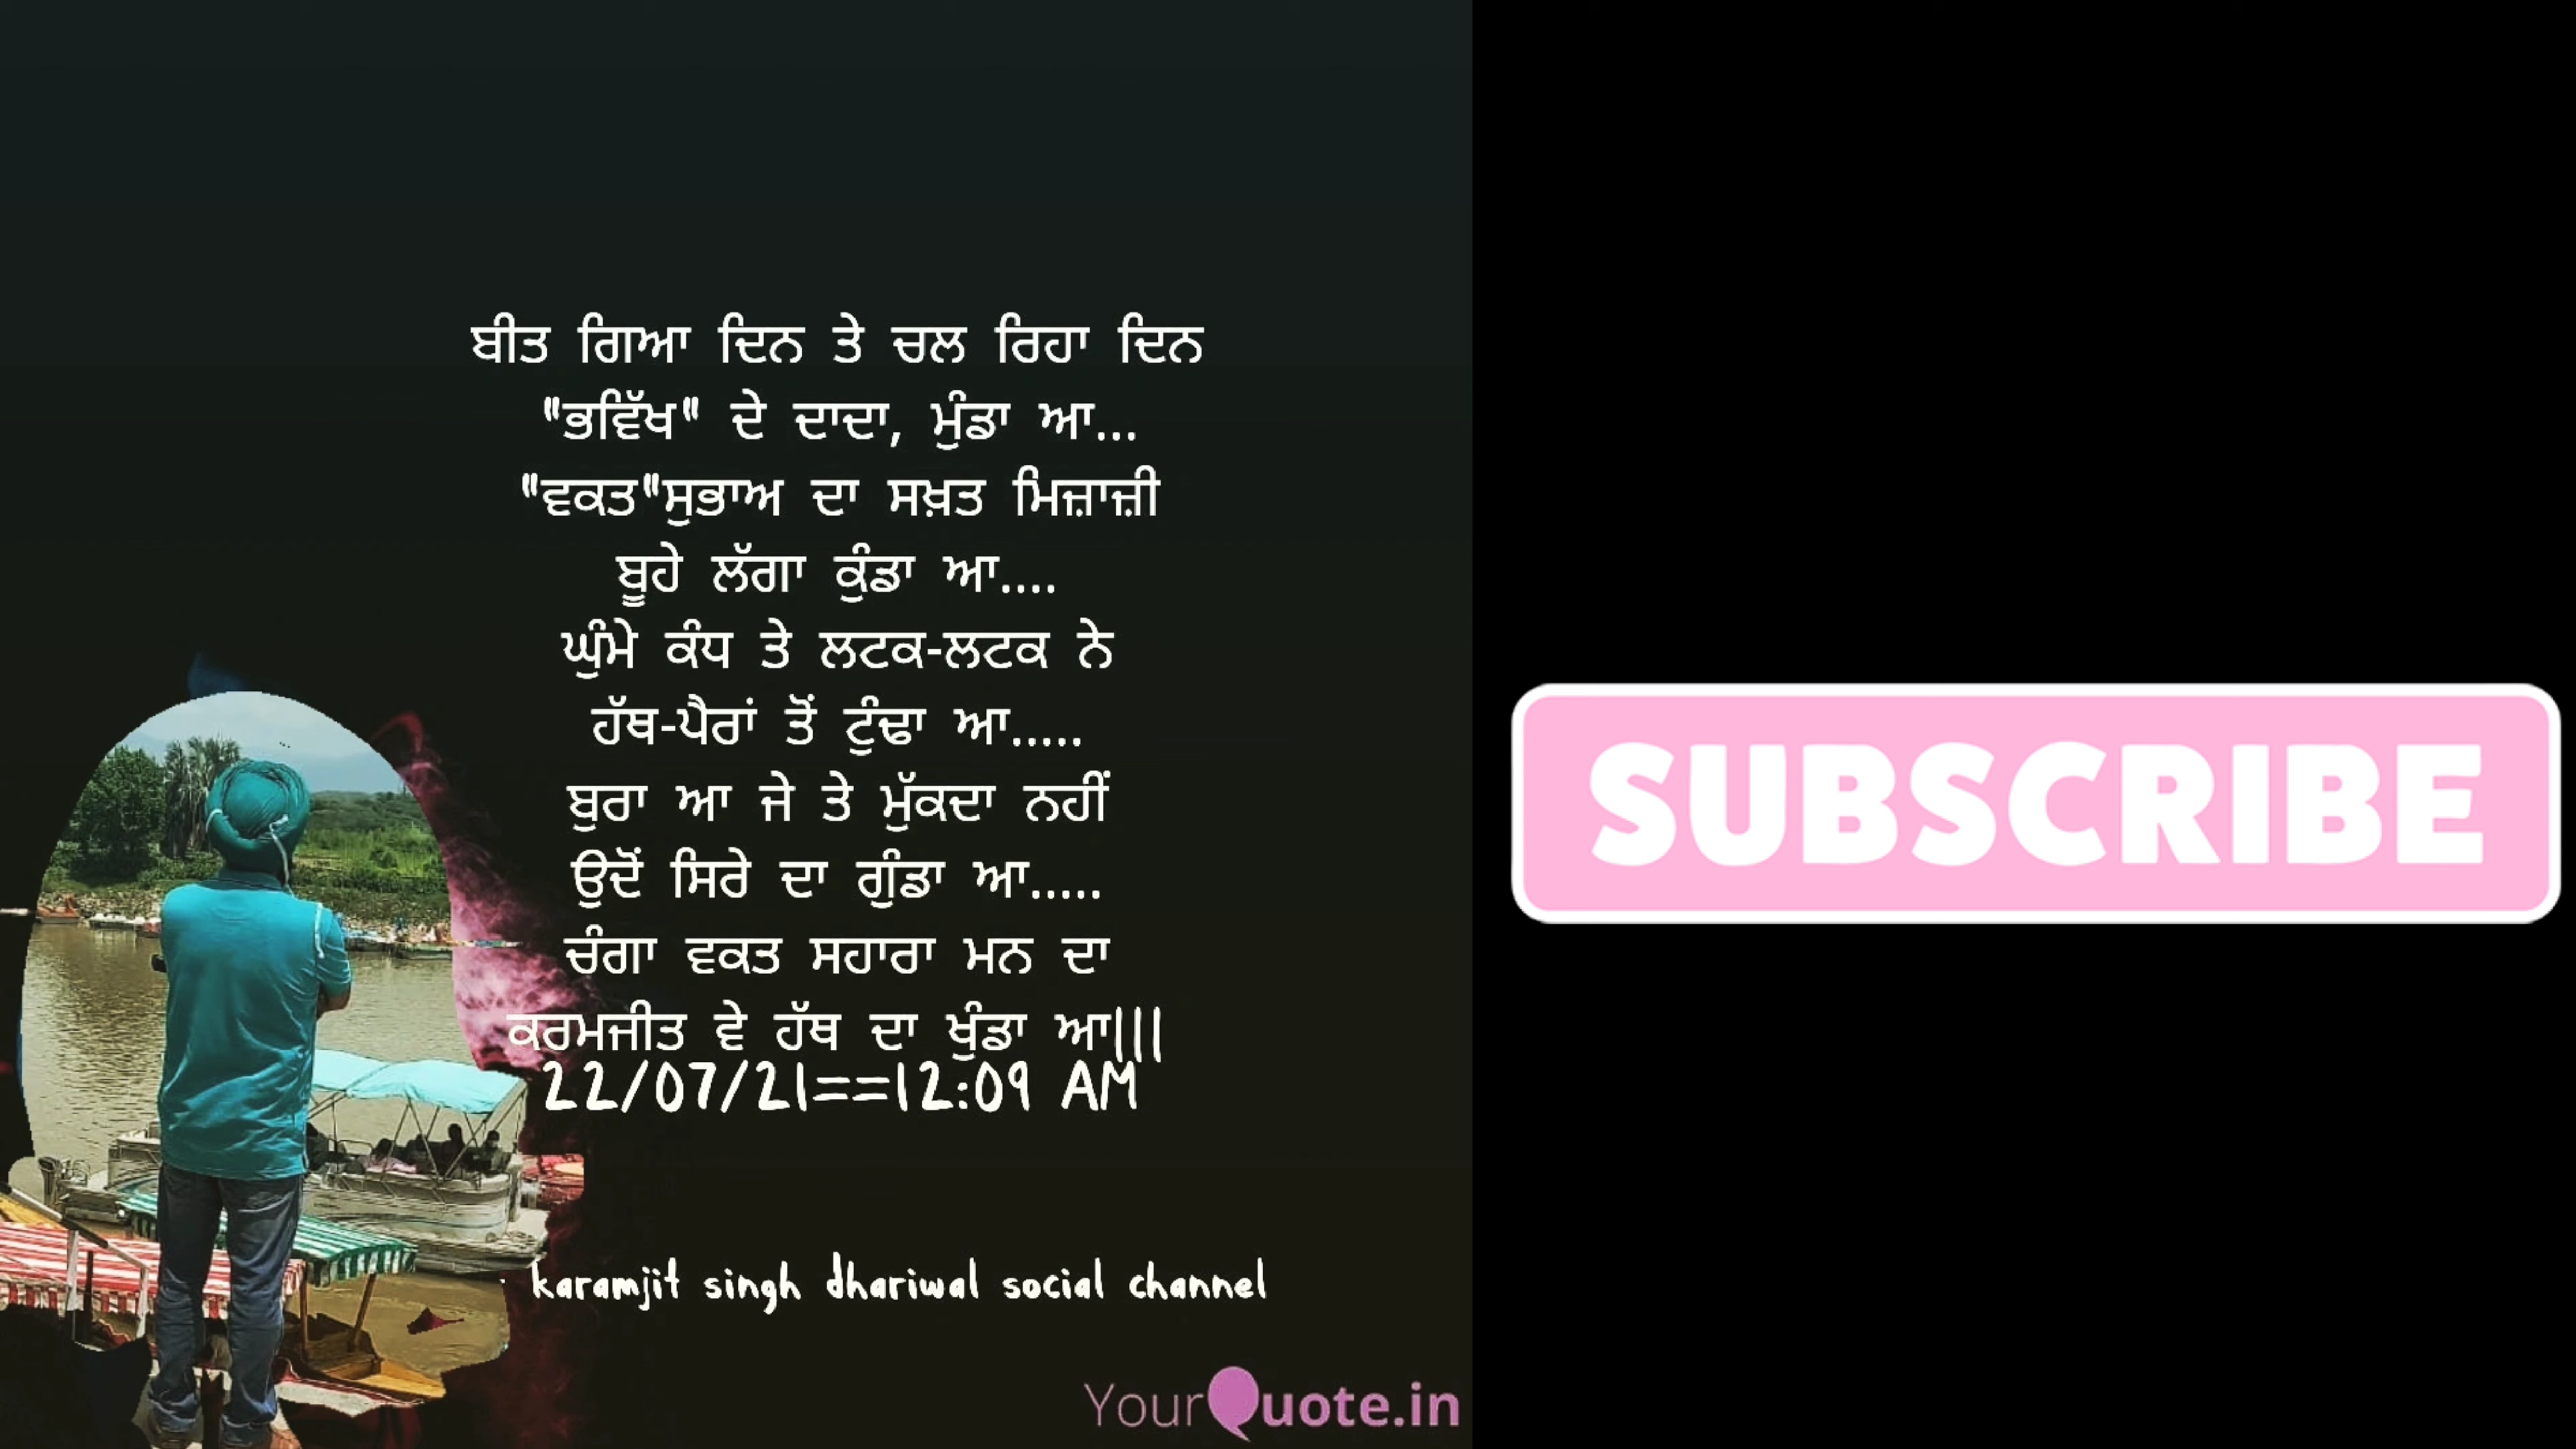 ਬੀਤ ਗਿਆ ਦਿਨ ਤੇ ਚਲ ਰਿਹਾ ਦਿਨ
"ਭਵਿੱਖ" ਦੇ ਦਾਦਾ, ਮੁੰਡਾ ਆ...
"ਵਕਤ"ਸੁਭਾਅ ਦਾ ਸਖ਼ਤ ਮਿਜ਼ਾਜ਼ੀ
ਬੂਹੇ ਲੱਗਾ ਕੁੰਡਾ ਆ....
ਘੁੰਮੇ ਕੰਧ ਤੇ ਲਟਕ-ਲਟਕ ਨੇ
ਹੱਥ-ਪੈਰਾਂ ਤੋਂ ਟੁੰਢਾ ਆ.....
ਬੁਰਾ ਆ ਜੇ ਤੇ ਮੁੱਕਦਾ ਨਹੀਂ
ਉਦੋਂ ਸਿਰੇ ਦਾ ਗੁੰਡਾ ਆ.....
ਚੰਗਾ ਵਕਤ ਸਹਾਰਾ ਮਨ ਦਾ
ਕਰਮਜੀਤ ਵੇ ਹੱਥ ਦਾ ਖੁੰਡਾ ਆ|||
22/07/21==12:09 AM
karamjit singh dhariwal social channel
YourQuote.in
SUBSCRIBE